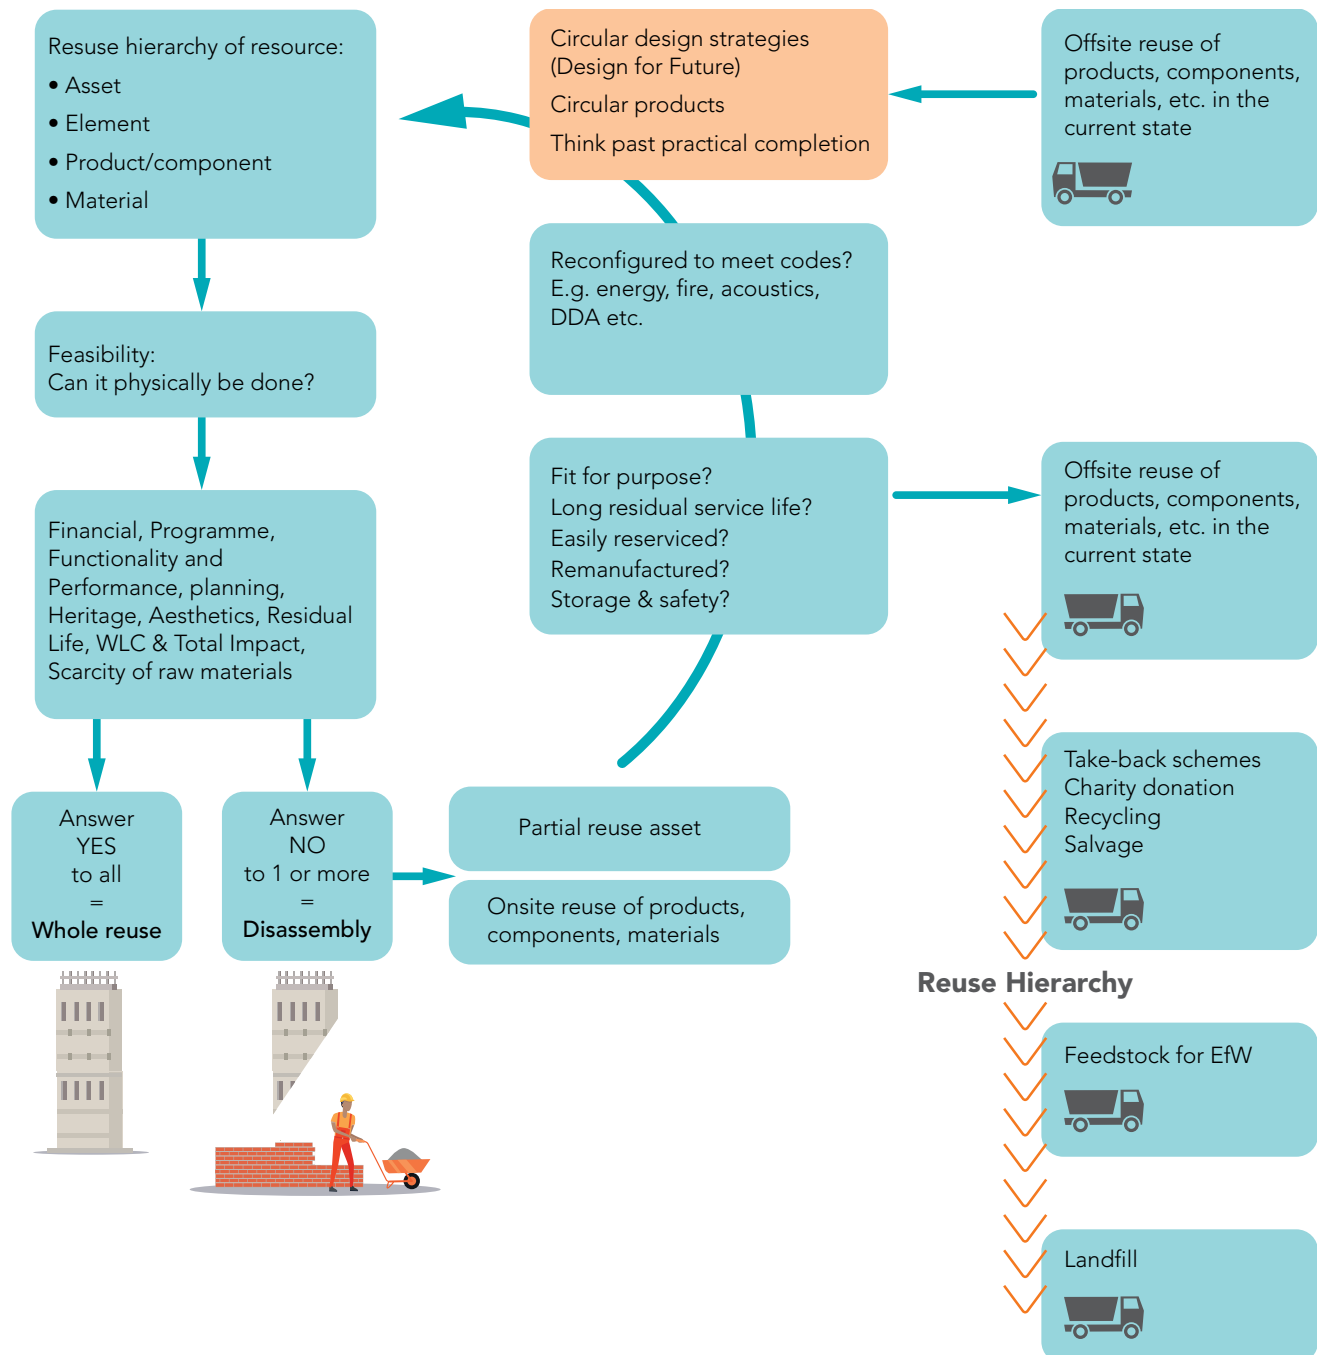 Resuse hierarchy of resource:
• Asset
• Element
• Product/component
• Material
Feasibility:
Can it physically be done?
Financial, Programme,
Functionality and
Performance, planning,
Heritage, Aesthetics, Residual
Life, WLC & Total Impact,
Scarcity of raw materials
Answer
YES
to all
=
Whole reuse
Answer
NO
to 1 or more
=
Disassembly
Partial reuse asset
Onsite reuse of products,
components, materials
Circular design strategies
(Design for Future)
Circular products
Think past practical completion
Reconfigured to meet codes?
E.g. energy, fire, acoustics,
DDA etc.
Fit for purpose?
Long residual service life?
Easily reserviced?
Remanufactured?
Storage & safety?
Offsite reuse of
products, components,
materials, etc. in the
current state
Offsite reuse of
products, components,
materials, etc. in the
current state
Take-back schemes
Charity donation
Recycling
Salvage
Reuse Hierarchy
Feedstock for EfW
Landfill